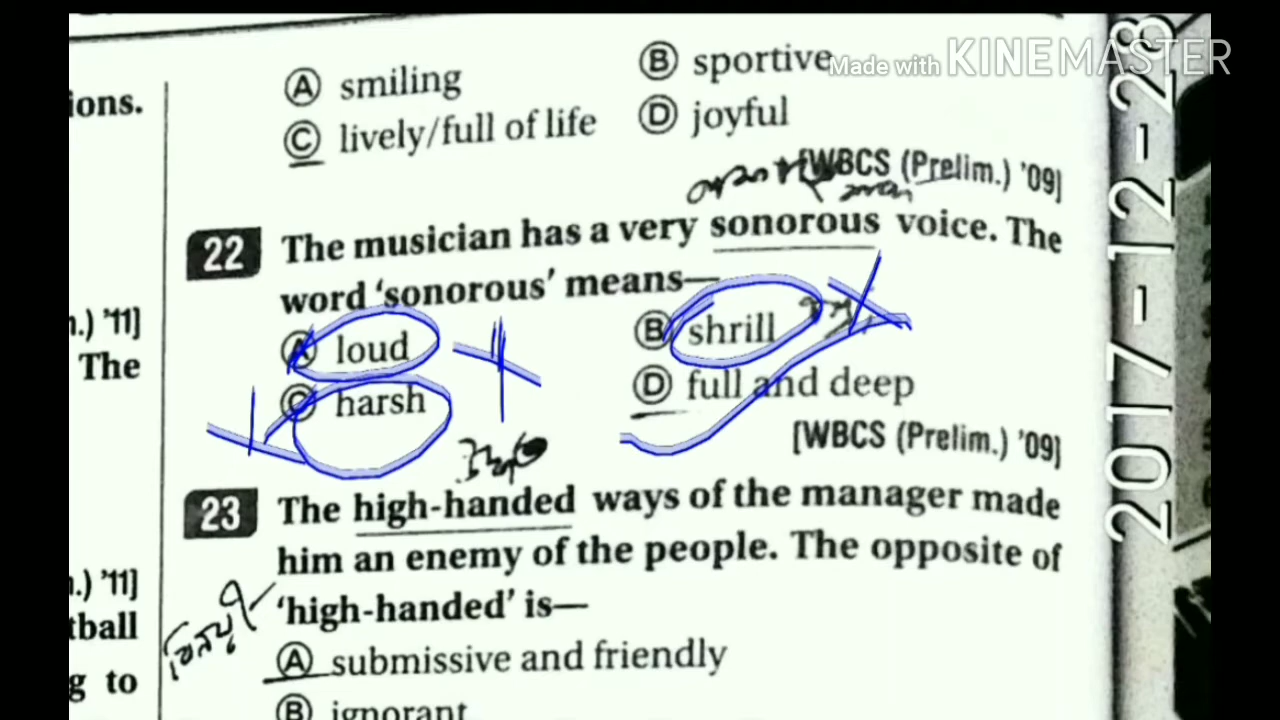 Made with KINEMASTER
ions.
Ⓐ smiling
Ⓑ sportive
Ⓒ lively/full of life
Ⓓ joyful
[WBCS (Prelim.) '09]
22 The musician has a very sonorous voice. The
word 'sonorous' means—
Ⓐ loud
Ⓑ shrill
Ⓒ harsh
Ⓓ full and deep
[WBCS (Prelim.) '09]
23 The high-handed ways of the manager made
him an enemy of the people. The opposite of
'high-handed' is—
Ⓐ submissive and friendly
Ⓑ ignorant
.) '11]
The
.) '11]
tball
g to
2017-12-28